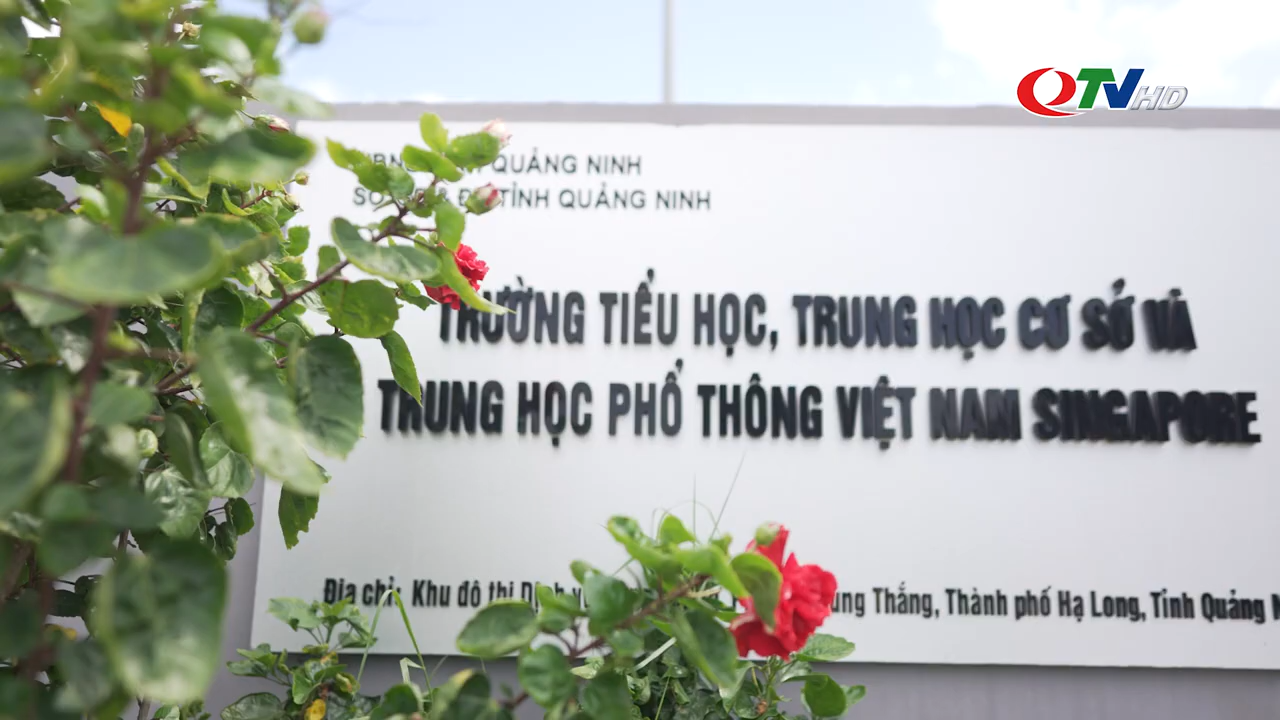 QTV HD
QUẢNG NINH
TỈNH QUẢNG NINH
TRƯỜNG TIỂU HỌC, TRUNG HỌC CƠ SỞ VÀ
TRUNG HỌC PHỔ THÔNG VIỆT NAM SINGAPORE
Địa chỉ: Khu đô thị Thắng, Thành phố Hạ Long, Tỉnh Quảng